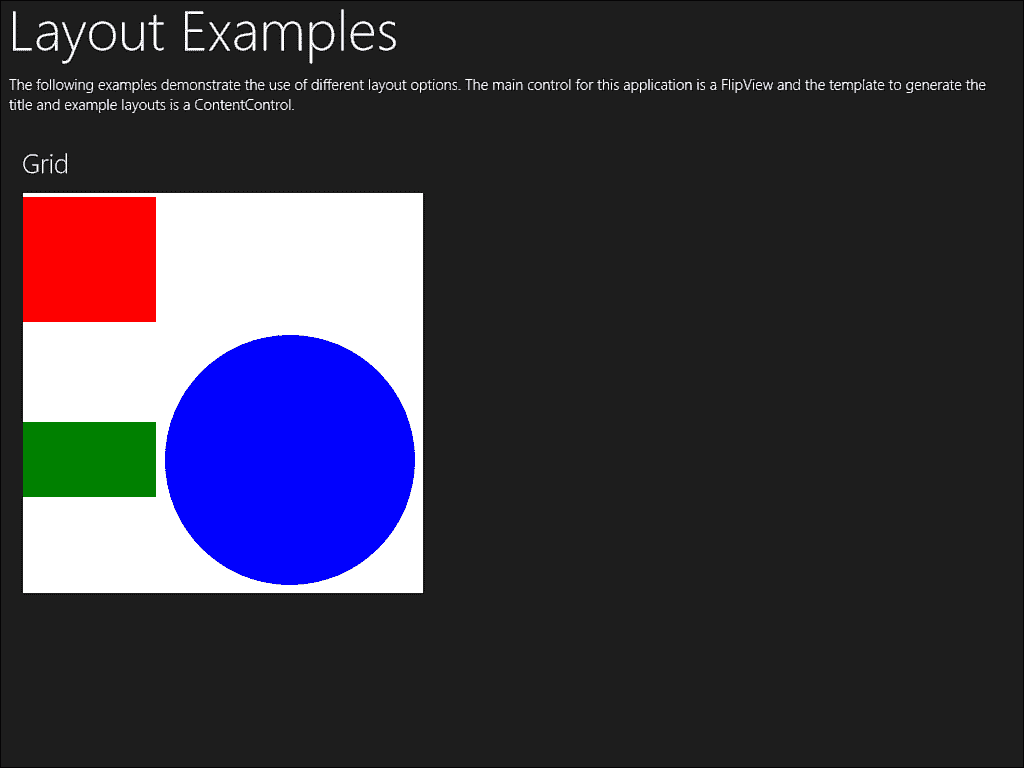 Layout Examples
The following examples demonstrate the use of different layout options. The main control for this application is a FlipView and the template to generate the
title and example layouts is a ContentControl.
Grid